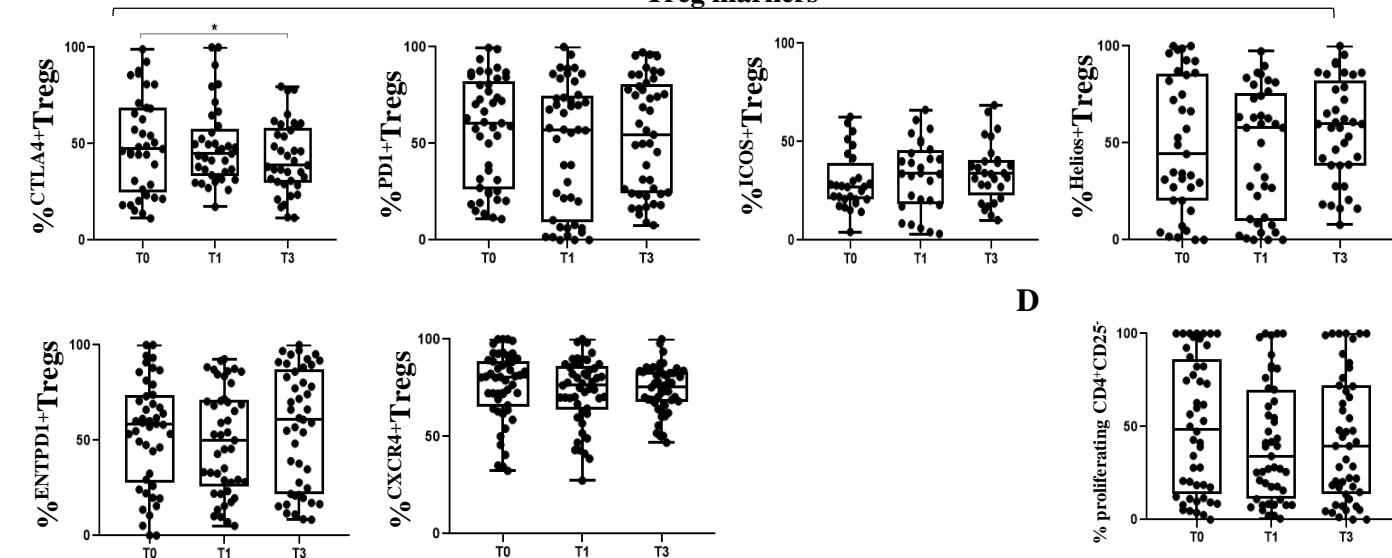 Treg markers
*
%CTLA4+Tregs
100
50
0
T0 T1 T3
%PD1+Tregs
100
50
0
T0 T1 T3
%ICOS+Tregs
100
50
0
T0 T1 T3
%Helios+Tregs
100
50
0
T0 T1 T3
%ENTPD1+Tregs
100
50
0
T0 T1 T3
%CXCR4+Tregs
100
50
0
T0 T1 T3
D
% proliferating CD4+CD25-
100
50
0
T0 T1 T3